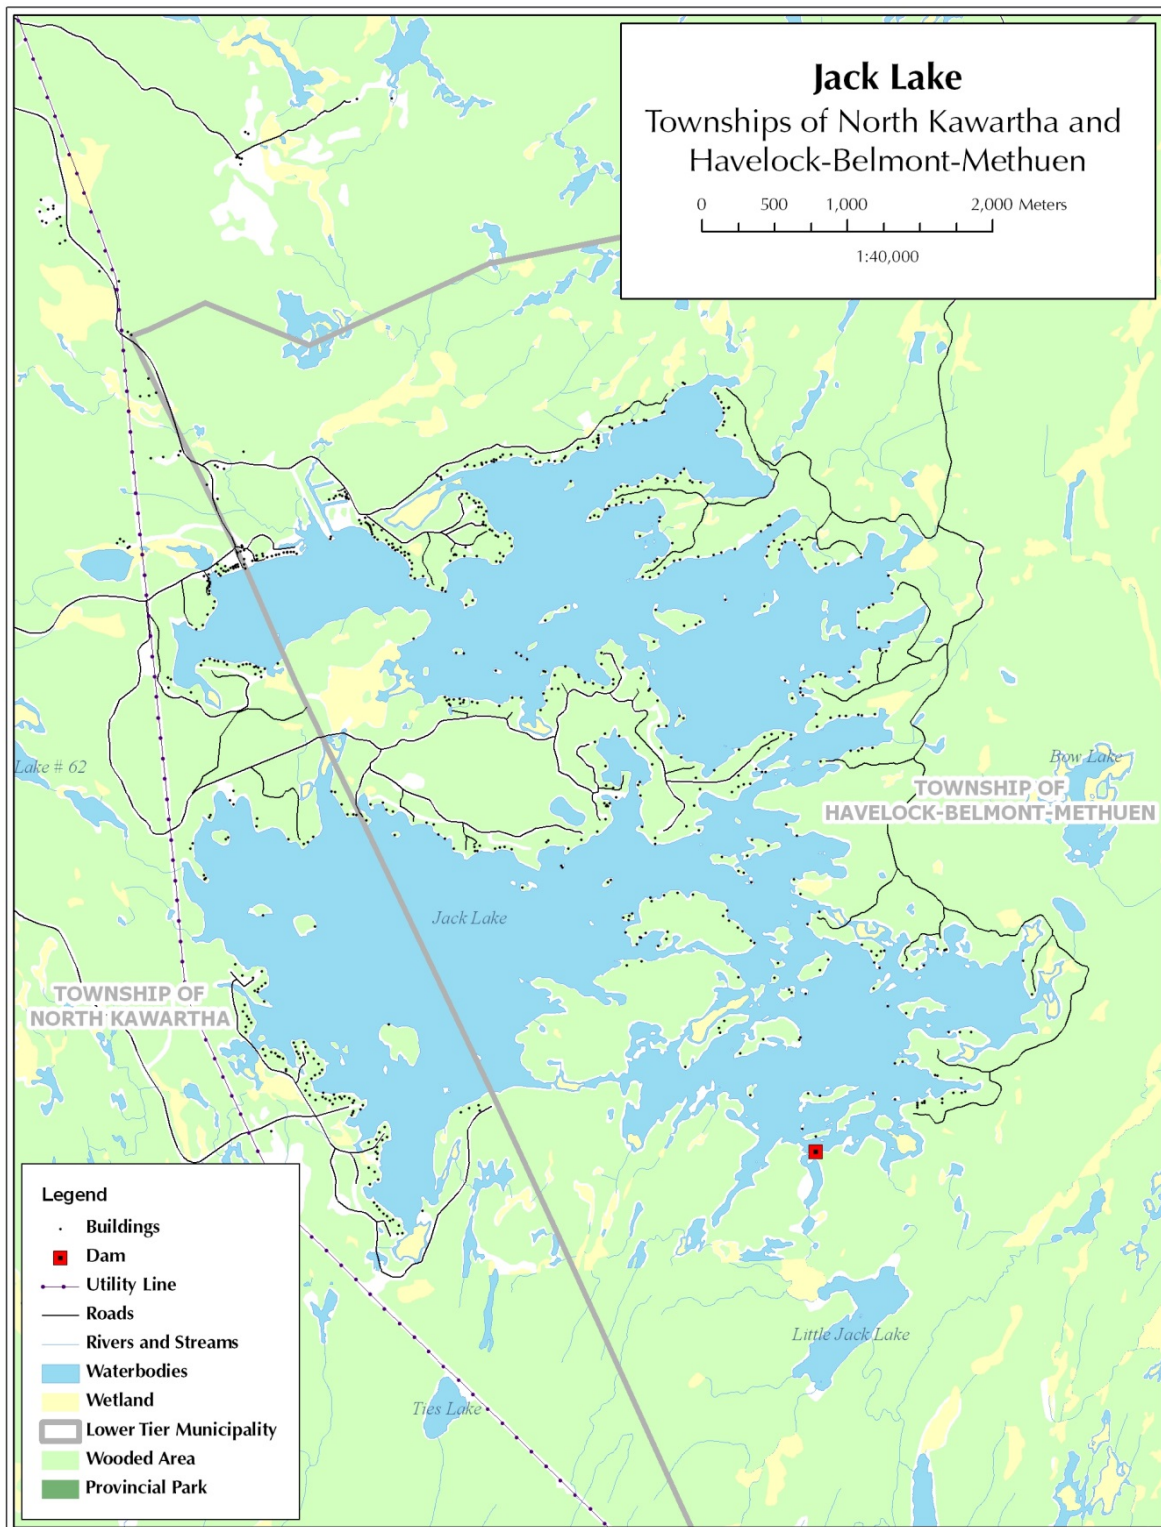 Jack Lake
Townships of North Kawartha and
Havelock-Belmont-Methuen
0 500 1,000 2,000 Meters
1:40,000
Lake # 62
Bow Lake
TOWNSHIP OF
HAVELOCK-BELMONT-METHUEN
Jack Lake
TOWNSHIP OF
NORTH KAWARTHA
Little Jack Lake
Ties Lake
Legend
Buildings
Dam
Utility Line
Roads
Rivers and Streams
Waterbodies
Wetland
Lower Tier Municipality
Wooded Area
Provincial Park